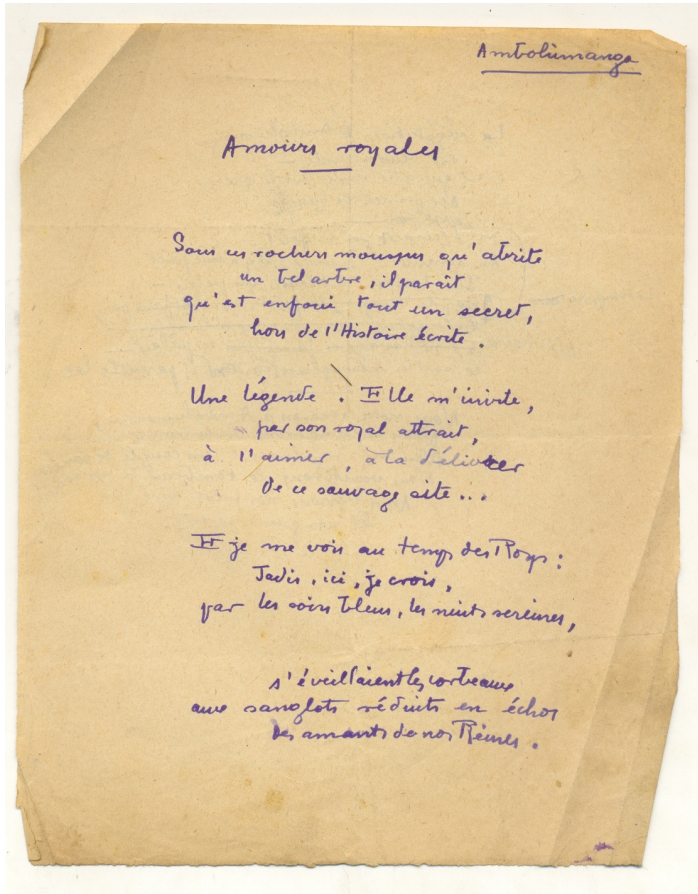 Ambohimanga
Amours royales
Sous ces rochers moussus qu'abrite
un bel arbre, il paraît
qu'est enfoui tout un secret,
hors de l'Histoire écrite.
Une légende. Elle m'invite,
par son royal attrait,
à l'aimer, à la délivrer
de ce sauvage site...
Et je me vois au temps des Roys :
Jadis, ici, je crois,
par les soirs bleus, les nuits sereines,
s'éveillaient les corbeaux
aux sanglots réduits en échos
des amants de nos Reines.